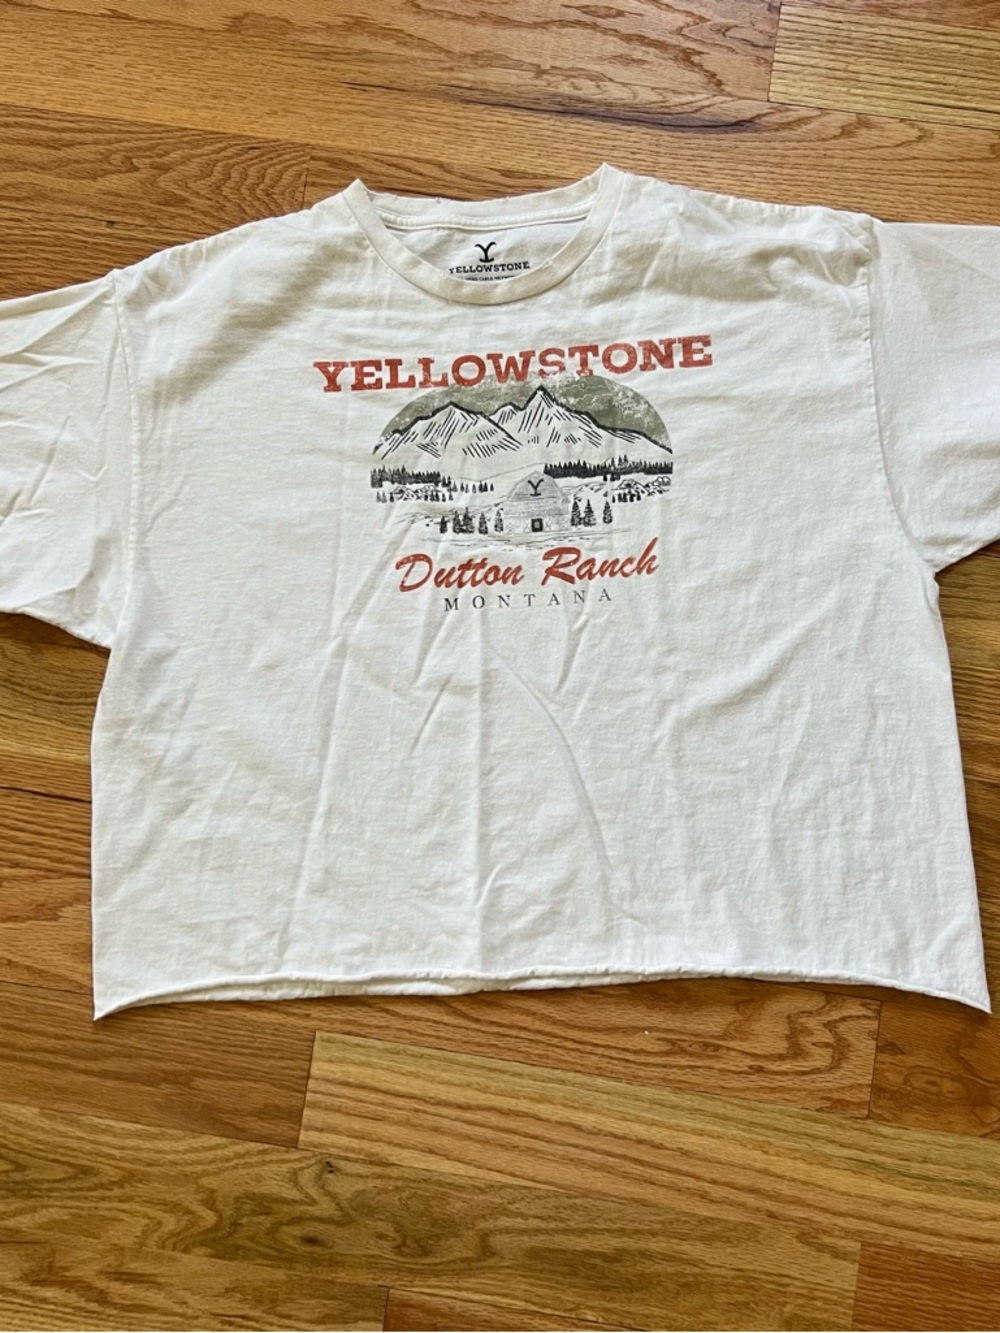 YELLOWSTONE
YELLOWSTONE
Y
Dutton Ranch
MONTANA